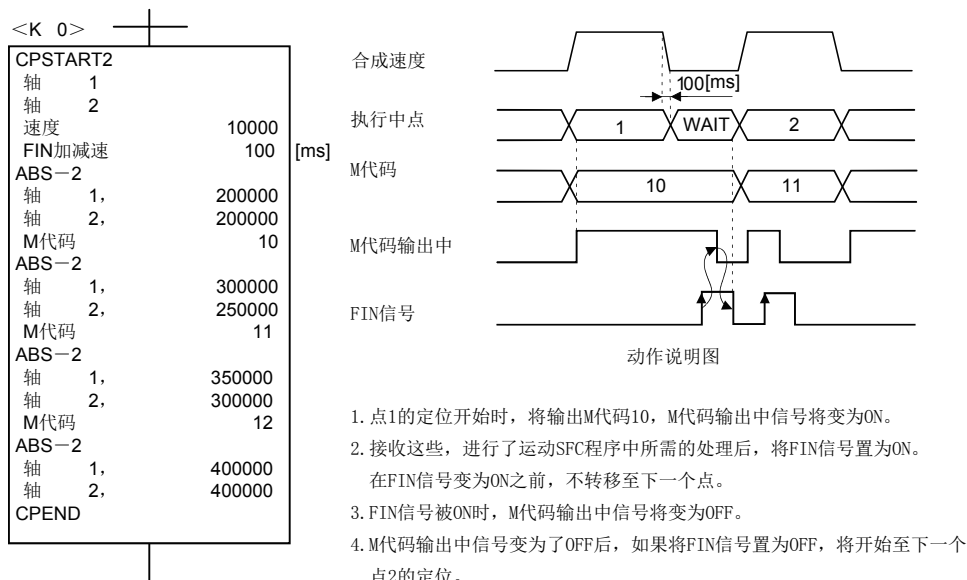 <K 0>
CPSTART2
轴 1
轴 2
速度 10000
FIN加减速 100 [ms]
ABS-2
轴 1, 200000
轴 2, 200000
M代码 10
ABS-2
轴 1, 300000
轴 2, 250000
M代码 11
ABS-2
轴 1, 350000
轴 2, 300000
M代码 12
ABS-2
轴 1, 400000
轴 2, 400000
CPEND
合成速度
100[ms]
执行中点
1 WAIT 2
M代码
10 11
M代码输出中
FIN信号
动作说明图
1.点1的定位开始时，将输出M代码10，M代码输出中信号将变为ON。
2.接收这些，进行了运动SFC程序中所需的处理后，将FIN信号置为ON。
在FIN信号变为ON之前，不转移至下一个点。
3.FIN信号被ON时，M代码输出中信号将变为OFF。
4.M代码输出中信号变为了OFF后，如果将FIN信号置为OFF，将开始至下一个
点2的定位。